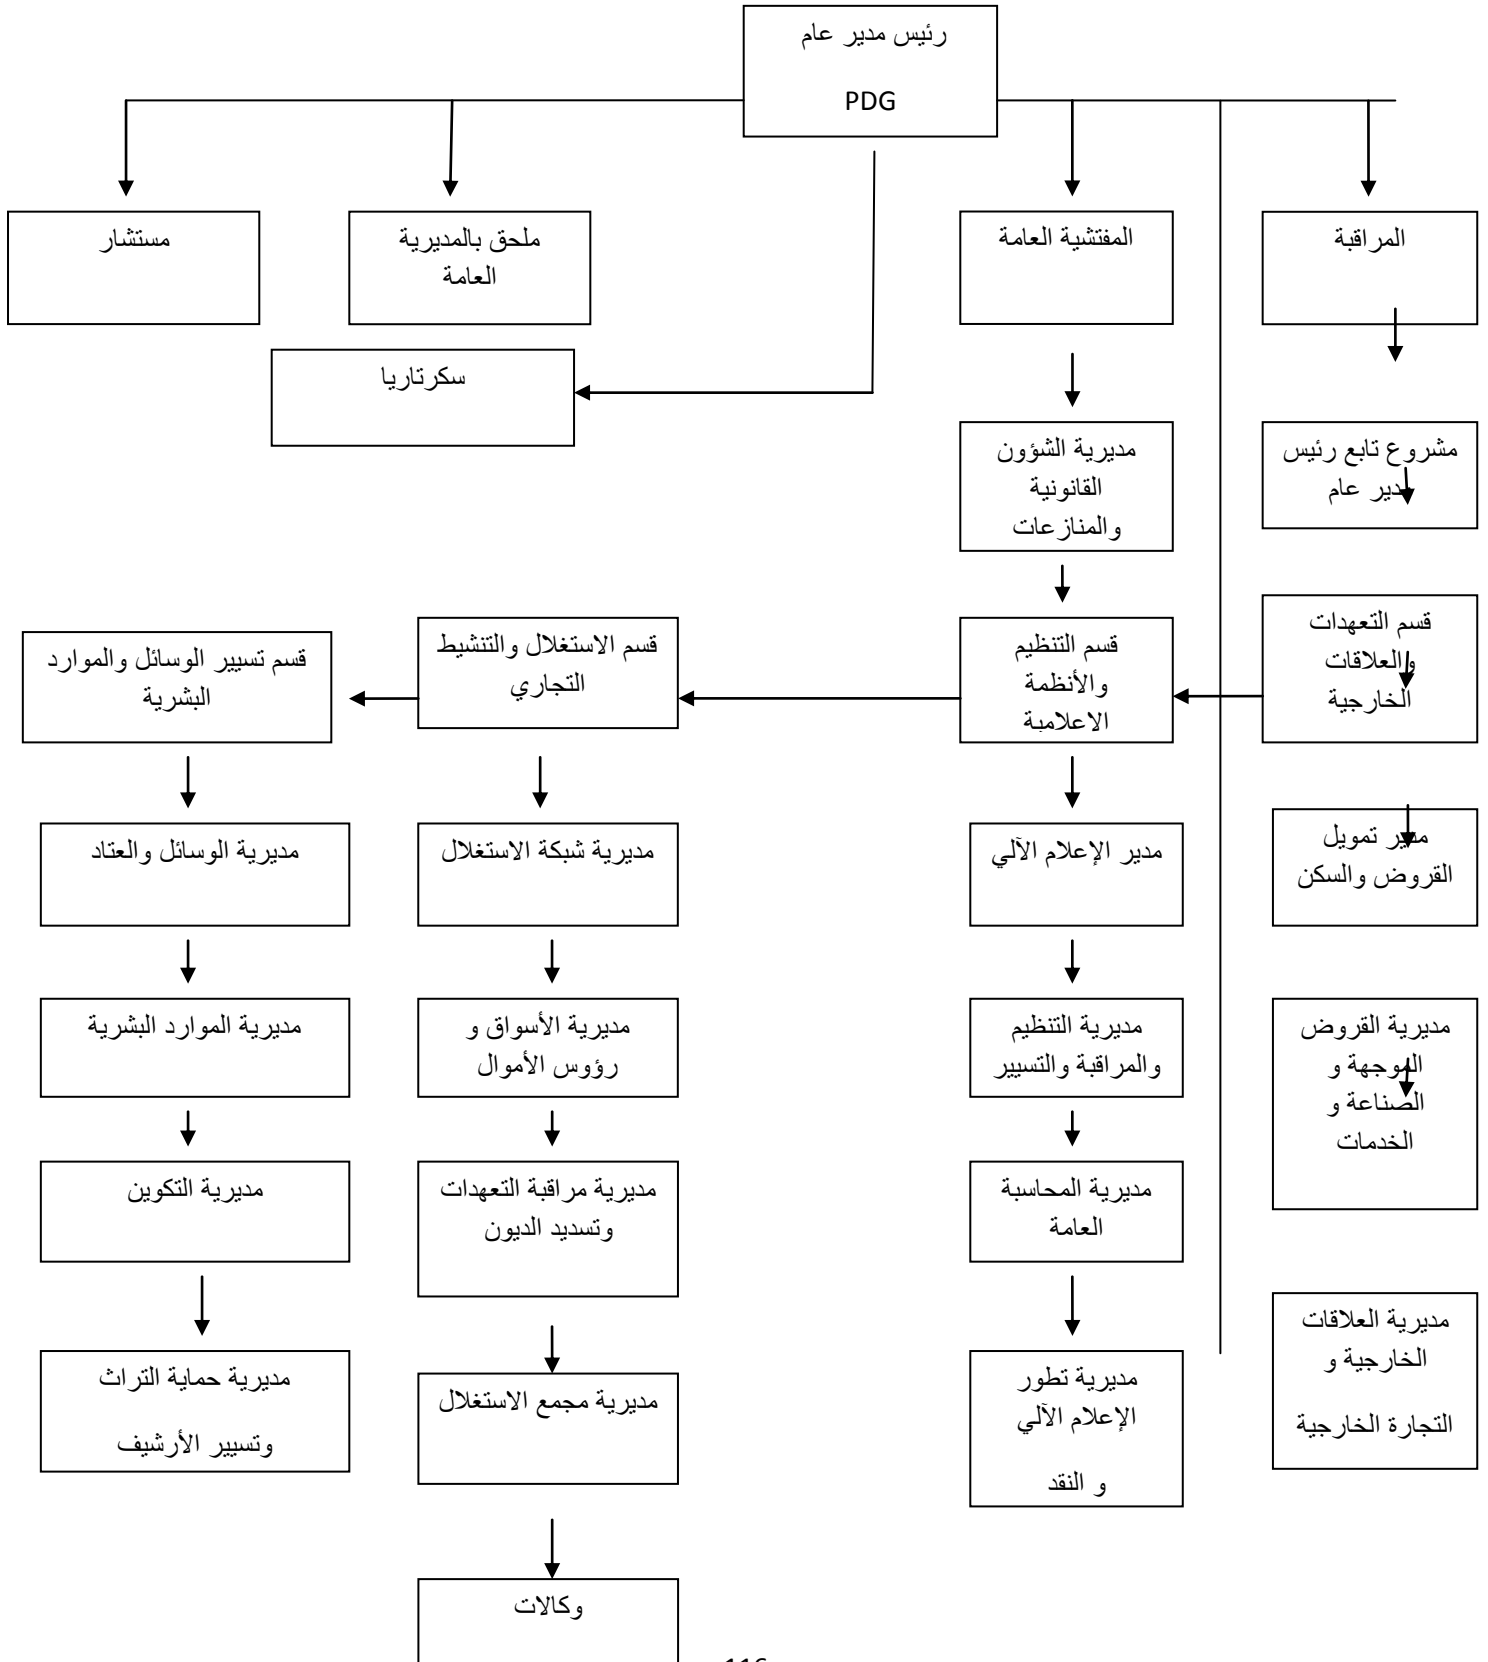 رئيس مدير عام
PDG
المراقبة
المفتشية العامة
ملحق بالمديرية
العامة
مستشار
سكرتاريا
مشروع تابع رئيس
مدير عام
مديرية الشؤون
القانونية
والمنازعات
قسم التعهدات
والعلاقات
الخارجية
قسم التنظيم
والأنظمة
الاعلامية
قسم الاستغلال والتنشيط
التجاري
قسم تسيير الوسائل والموارد
البشرية
مدير تمويل
القروض والسكن
مدير الإعلام الآلي
مديرية شبكة الاستغلال
مديرية الوسائل والعتاد
مديرية القروض
الموجهة و
الصناعة و
الخدمات
مديرية التنظيم
والمراقبة والتسيير
مديرية الأسواق و
رؤوس الأموال
مديرية الموارد البشرية
مديرية المحاسبة
العامة
مديرية مراقبة التعهدات
وتسديد الديون
مديرية التكوين
مديرية العلاقات
الخارجية و
التجارة الخارجية
مديرية تطور
الإعلام الآلي
و النقد
مديرية مجمع الاستغلال
مديرية حماية التراث
وتسيير الأرشيف
وكالات